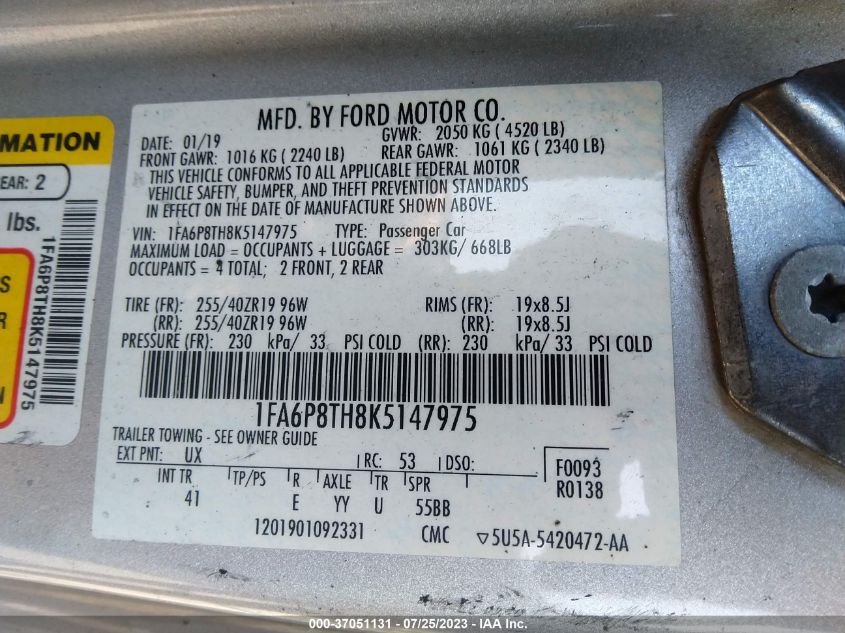 MATION
EAR: 2
lbs.
S
R
N
1FA6P8TH8K5147975
MFD. BY FORD MOTOR CO.
DATE: 01/19 GVWR: 2050 KG ( 4520 LB)
FRONT GAWR: 1016 KG ( 2240 LB) REAR GAWR: 1061 KG ( 2340 LB)
THIS VEHICLE CONFORMS TO ALL APPLICABLE FEDERAL MOTOR
VEHICLE SAFETY, BUMPER, AND THEFT PREVENTION STANDARDS
IN EFFECT ON THE DATE OF MANUFACTURE SHOWN ABOVE.
VIN: 1FA6P8TH8K5147975 TYPE: Passenger Car
MAXIMUM LOAD = OCCUPANTS + LUGGAGE = 303KG/ 668LB
OCCUPANTS = 4 TOTAL; 2 FRONT, 2 REAR
TIRE (FR): 255/40ZR19 96W RIMS (FR): 19x8.5J
(RR): 255/40ZR19 96W (RR): 19x8.5J
PRESSURE (FR): 230 kPa/ 33 PSI COLD (RR): 230 kPa/ 33 PSI COLD
1FA6P8TH8K5147975
TRAILER TOWING - SEE OWNER GUIDE
EXT PNT: UX RC: 53 DSO: F0093
INT TR TP/PS R AXLE TR SPR R0138
41 E YY U 55BB
1201901092331 CMC ▽5U5A-5420472-AA
000-37051131 - 07/25/2023 - IAA Inc.